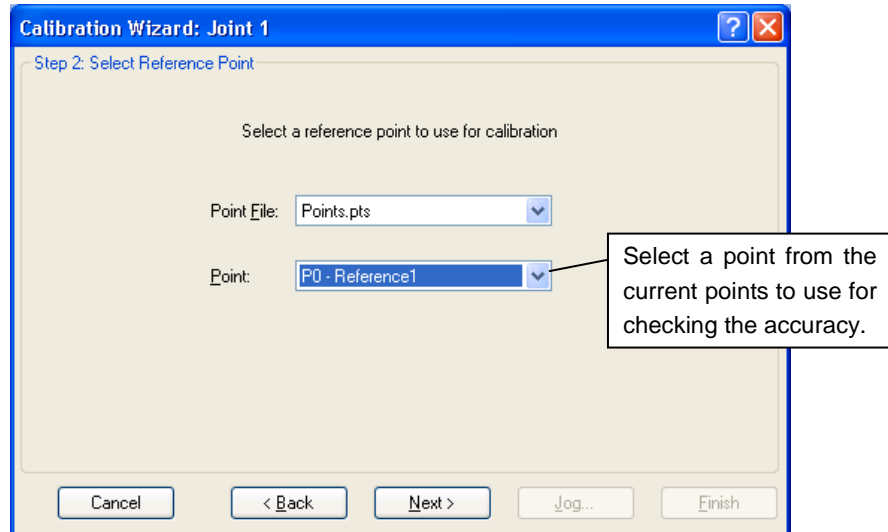 Calibration Wizard: Joint 1
Step 2: Select Reference Point
Select a reference point to use for calibration
Point File: Points.pts
Point: P0 - Reference1
Select a point from the
current points to use for
checking the accuracy.
Cancel < Back Next > Jog... Finish